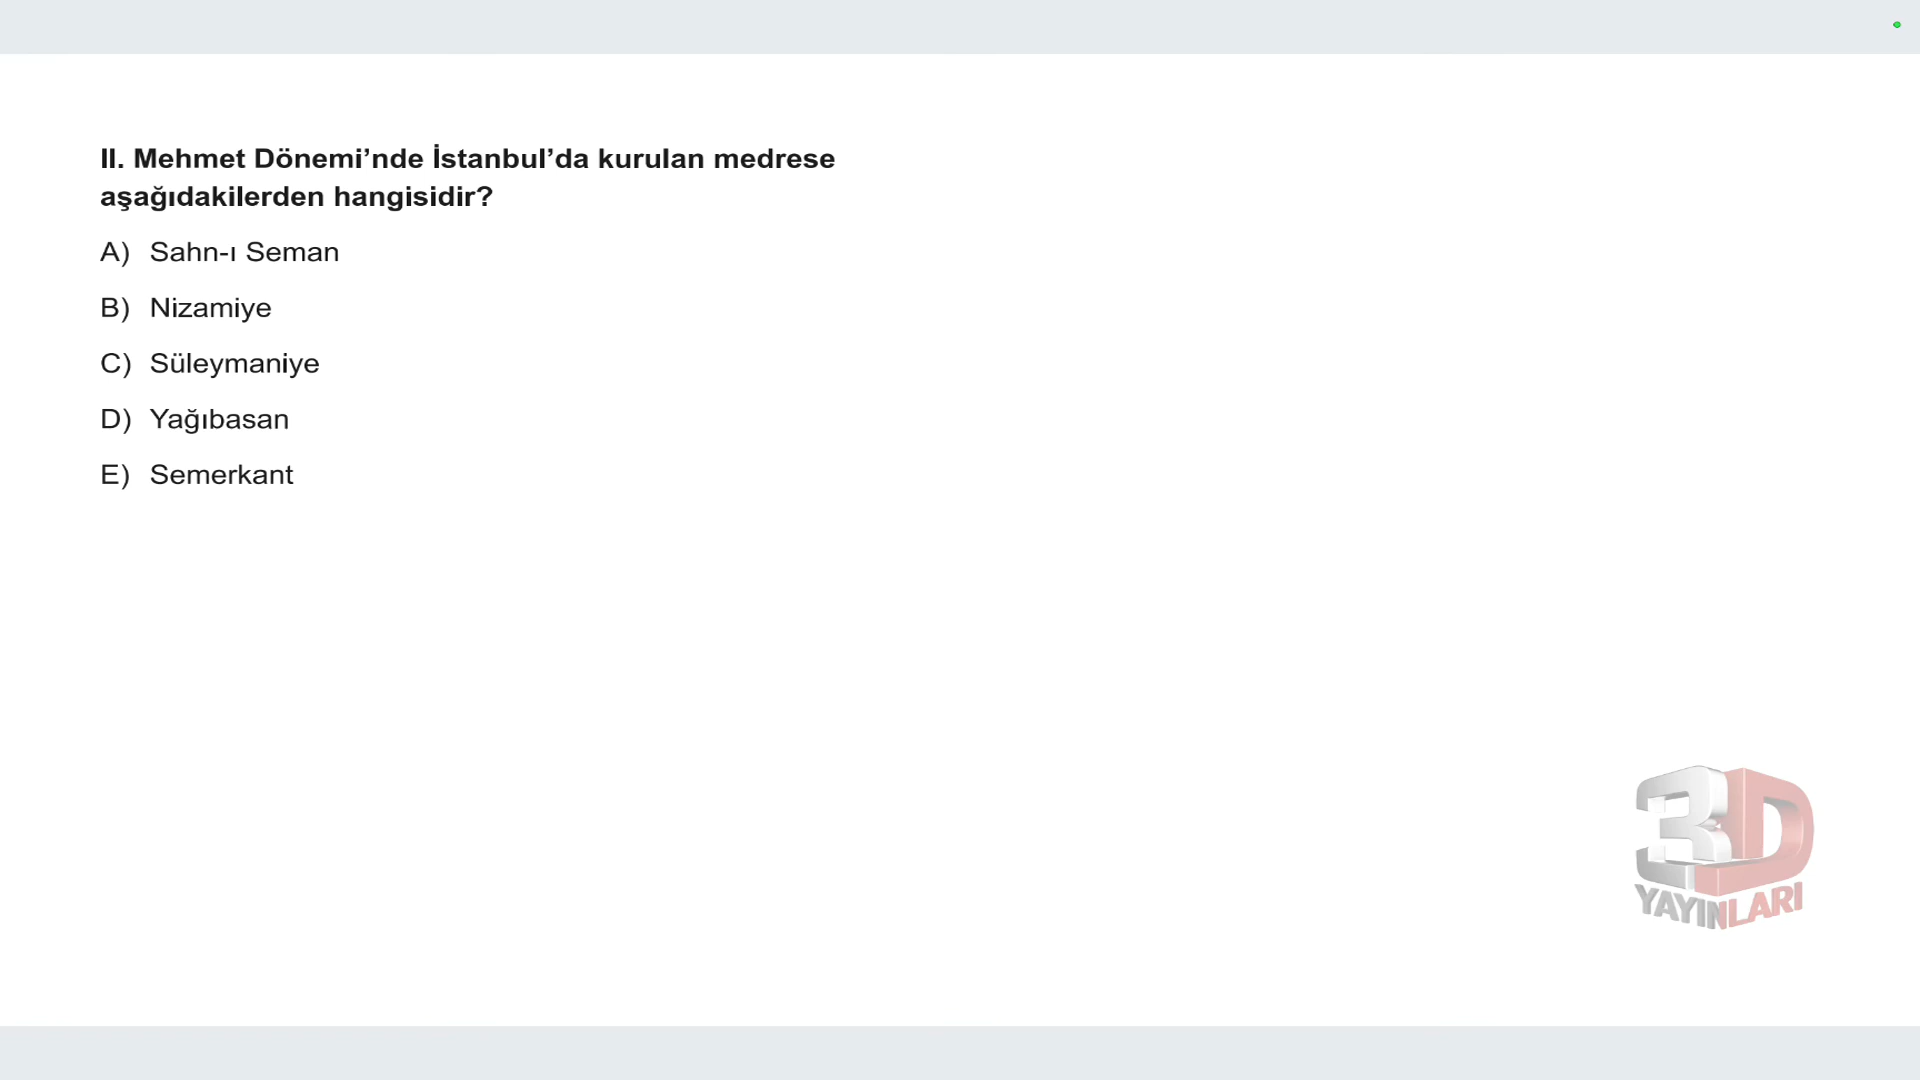 II. Mehmet Dönemi’nde İstanbul’da kurulan medrese
aşağıdakilerden hangisidir?
A) Sahn-ı Seman
B) Nizamiye
C) Süleymaniye
D) Yağıbasan
E) Semerkant
3D
YAYINLARI